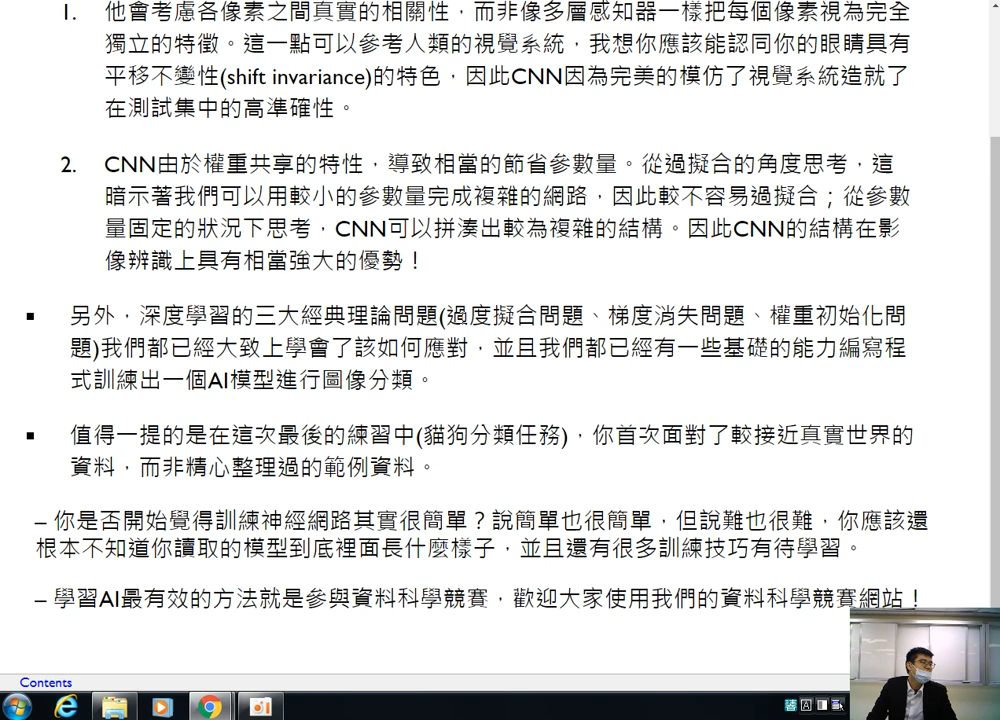 1. 他會考慮各像素之間真實的相關性，而非像多層感知器一樣把每個像素視為完全
獨立的特徵。這一點可以參考人類的視覺系統，我想你應該能認同你的眼睛具有
平移不變性(shift invariance)的特色，因此CNN因為完美的模仿了視覺系統造就了
在測試集中的高準確性。
2. CNN由於權重共享的特性，導致相當的節省參數量。從過擬合的角度思考，這
暗示著我們可以用較小的參數量完成複雜的網路，因此較不容易過擬合；從參數
量固定的狀況下思考，CNN可以拼湊出較為複雜的結構。因此CNN的結構在影
像辨識上具有相當強大的優勢！
▪ 另外，深度學習的三大經典理論問題(過度擬合問題、梯度消失問題、權重初始化問
題)我們都已經大致上學會了該如何應對，並且我們都已經有一些基礎的能力編寫程
式訓練出一個AI模型進行圖像分類。
▪ 值得一提的是在這次最後的練習中(貓狗分類任務)，你首次面對了較接近真實世界的
資料，而非精心整理過的範例資料。
– 你是否開始覺得訓練神經網路其實很簡單？說簡單也很簡單，但說難也很難，你應該還
根本不知道你讀取的模型到底裡面長什麼樣子，並且還有很多訓練技巧有待學習。
– 學習AI最有效的方法就是參與資料科學競賽，歡迎大家使用我們的資料科學競賽網站！
Contents